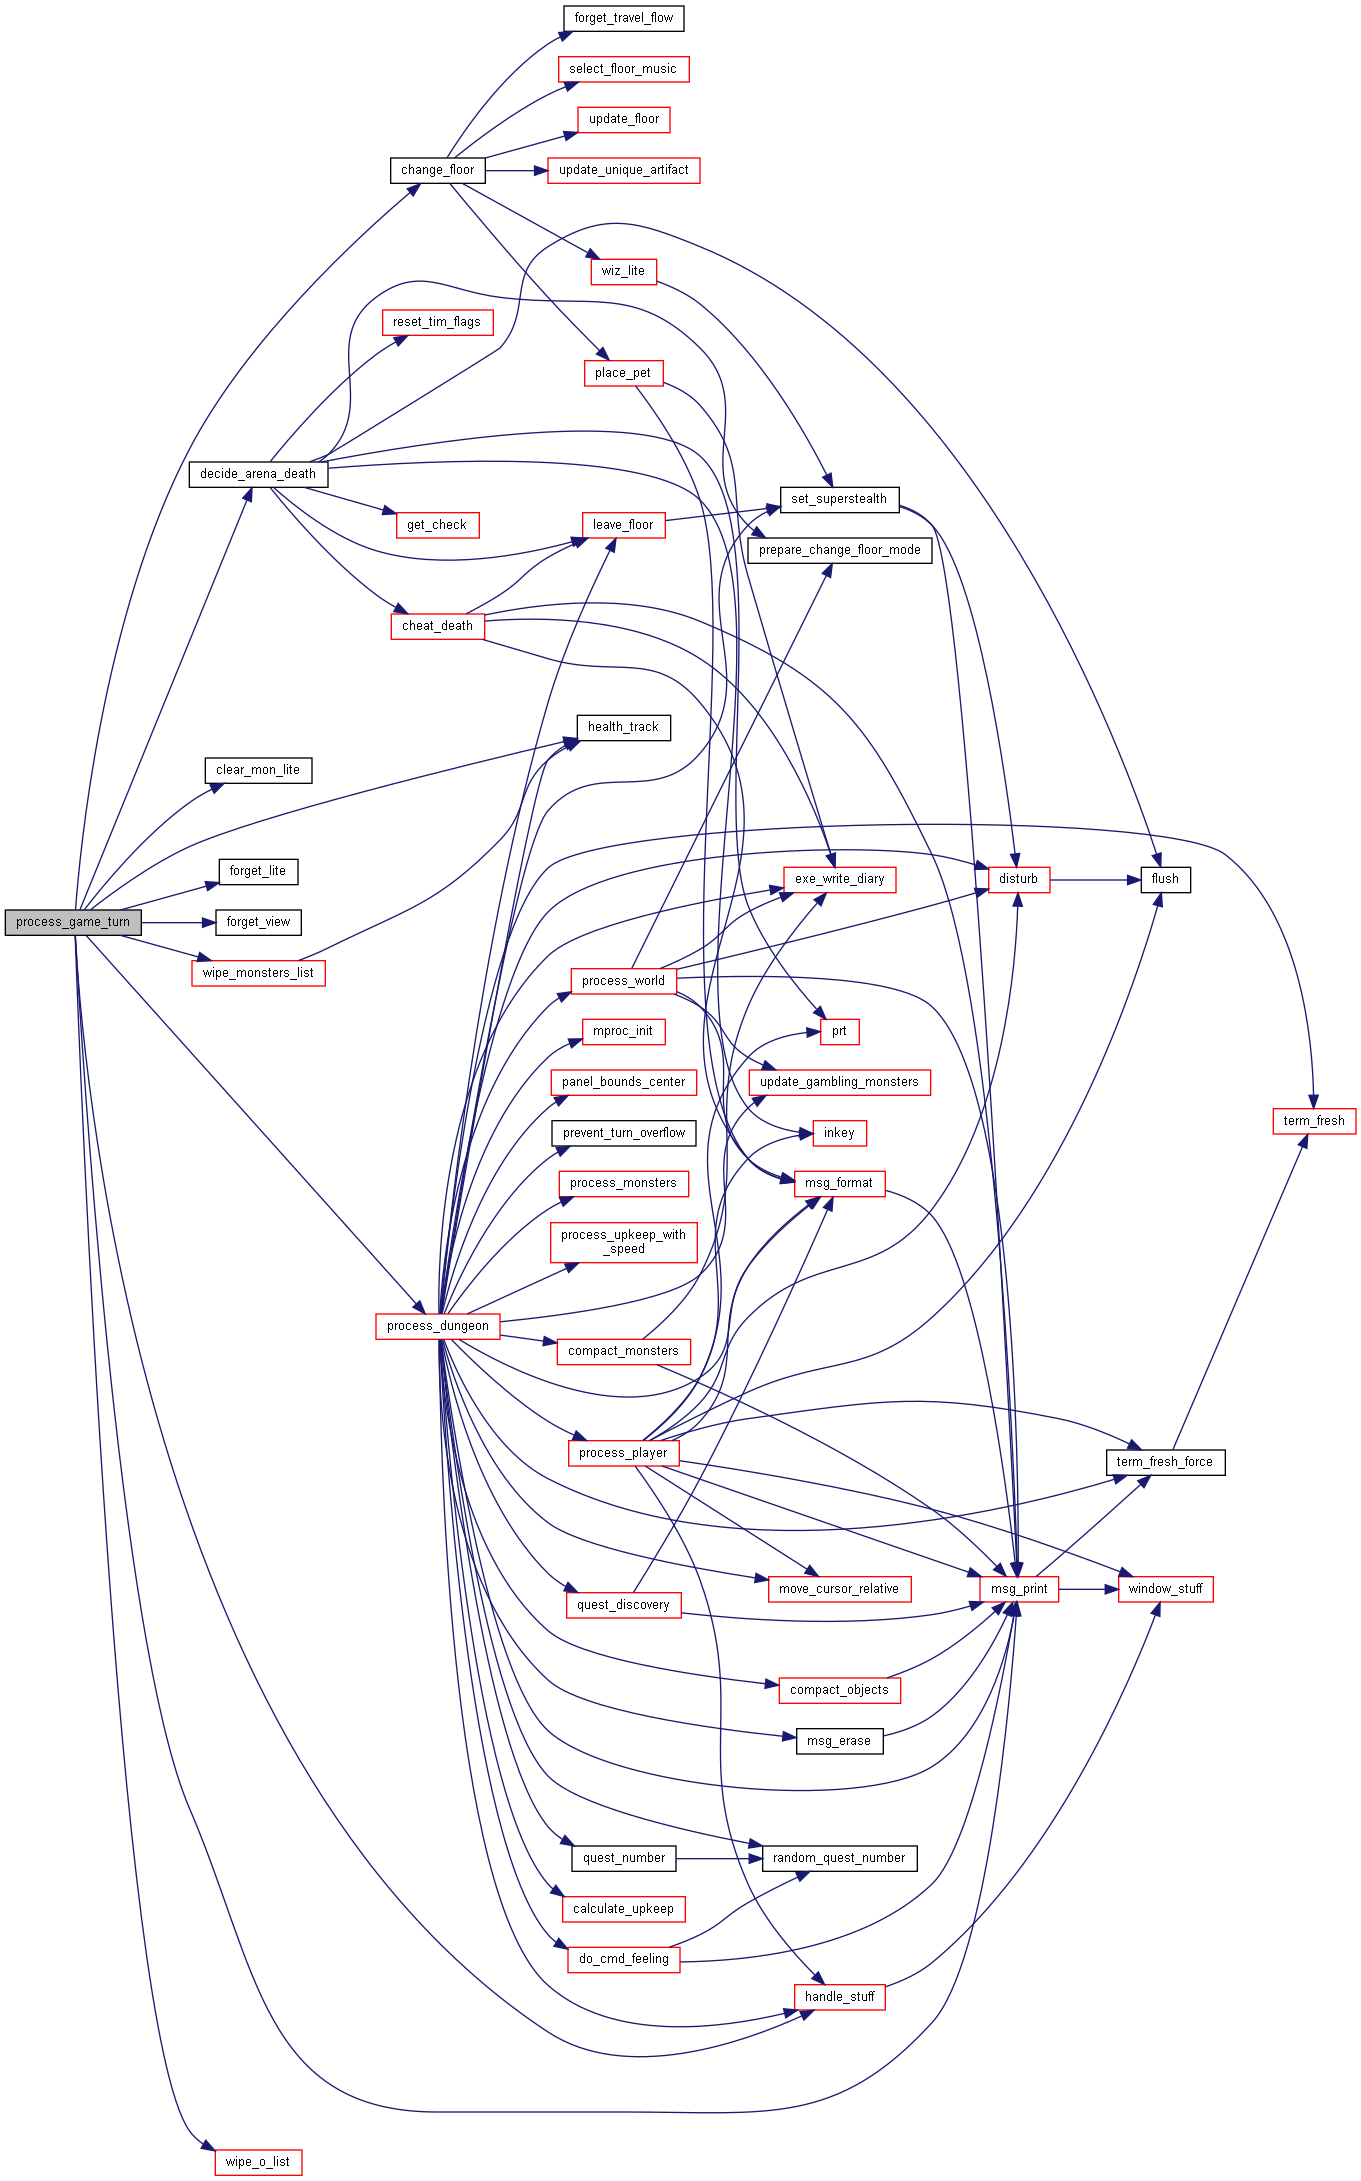 forget_travel_flow
select_floor_music
update_floor
change_floor
update_unique_artifact
wiz_lite
reset_tim_flags
place_pet
decide_arena_death
set_superstealth
get_check
leave_floor
prepare_change_floor_mode
cheat_death
health_track
clear_mon_lite
forget_lite
exe_write_diary
disturb
flush
process_game_turn
forget_view
wipe_monsters_list
process_world
mproc_init
prt
panel_bounds_center
update_gambling_monsters
term_fresh
prevent_turn_overflow
inkey
process_monsters
msg_format
process_upkeep_with
_speed
process_dungeon
compact_monsters
process_player
term_fresh_force
move_cursor_relative
msg_print
window_stuff
quest_discovery
compact_objects
msg_erase
quest_number
random_quest_number
calculate_upkeep
do_cmd_feeling
handle_stuff
wipe_o_list